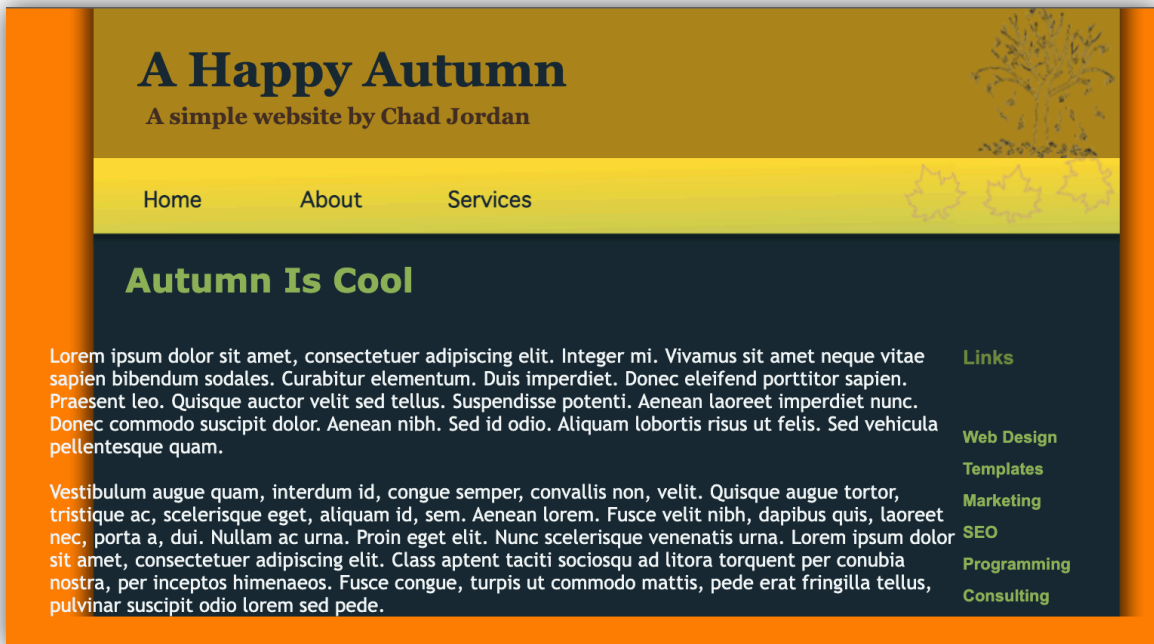 A Happy Autumn
A simple website by Chad Jordan
Home About Services
Autumn Is Cool
Lorem ipsum dolor sit amet, consectetuer adipiscing elit. Integer mi. Vivamus sit amet neque vitae
sapien bibendum sodales. Curabitur elementum. Duis imperdiet. Donec eleifend porttitor sapien.
Praesent leo. Quisque auctor velit sed tellus. Suspendisse potenti. Aenean laoreet imperdiet nunc.
Donec commodo suscipit dolor. Aenean nibh. Sed id odio. Aliquam lobortis risus ut felis. Sed vehicula
pellentesque quam.
Vestibulum augue quam, interdum id, congue semper, convallis non, velit. Quisque augue tortor,
tristique ac, scelerisque eget, aliquam id, sem. Aenean lorem. Fusce velit nibh, dapibus quis, laoreet
nec, porta a, dui. Nullam ac urna. Proin eget elit. Nunc scelerisque venenatis urna. Lorem ipsum dolor
sit amet, consectetuer adipiscing elit. Class aptent taciti sociosqu ad litora torquent per conubia
nostra, per inceptos himenaeos. Fusce congue, turpis ut commodo mattis, pede erat fringilla tellus,
pulvinar suscipit odio lorem sed pede.
Links
Web Design
Templates
Marketing
SEO
Programming
Consulting